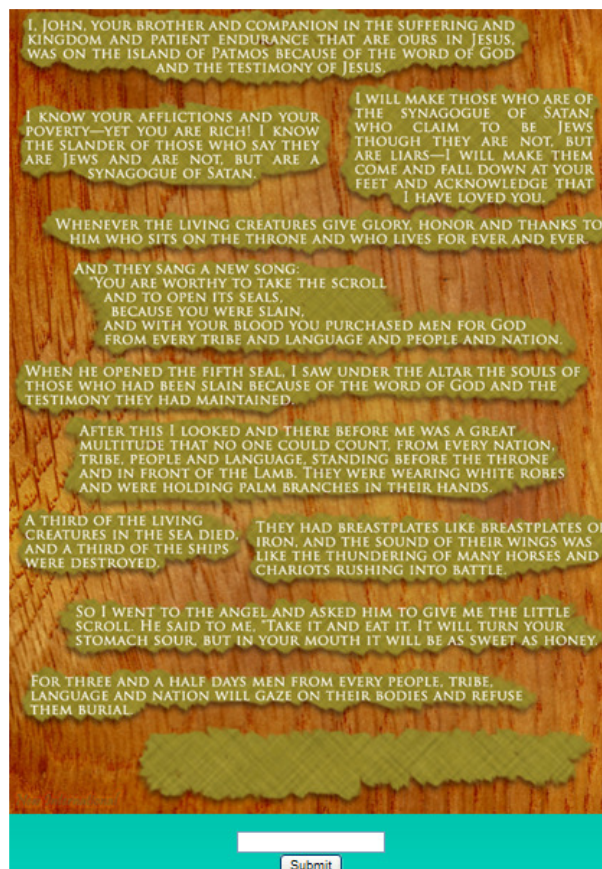 I, John, your brother and companion in the suffering and
kingdom and patient endurance that are ours in Jesus,
was on the island of Patmos because of the word of God
and the testimony of Jesus.
I know your afflictions and your
poverty—yet you are rich! I know
the slander of those who say they
are Jews and are not, but are a
synagogue of Satan.
I will make those who are of
the synagogue of Satan,
who claim to be Jews
though they are not, but
are liars—I will make them
come and fall down at your
feet and acknowledge that
I have loved you.
Whenever the living creatures give glory, honor and thanks to
him who sits on the throne and who lives for ever and ever
And they sang a new song:
"You are worthy to take the scroll
and to open its seals,
because you were slain,
and with your blood you purchased men for God
from every tribe and language and people and nation.
When he opened the fifth seal, I saw under the altar the souls of
those who had been slain because of the word of God and the
testimony they had maintained.
After this I looked and there before me was a great
multitude that no one could count, from every nation,
tribe, people and language, standing before the throne
and in front of the Lamb. They were wearing white robes
and were holding palm branches in their hands.
A third of the living
creatures in the sea died,
and a third of the ships
were destroyed.
They had breastplates like breastplates of
iron, and the sound of their wings was
like the thundering of many horses and
chariots rushing into battle.
So I went to the angel and asked him to give me the little
scroll. He said to me, "Take it and eat it. It will turn your
stomach sour, but in your mouth it will be as sweet as honey.
For three and a half days men from every people, tribe,
language and nation will gaze on their bodies and refuse
them burial
Submit